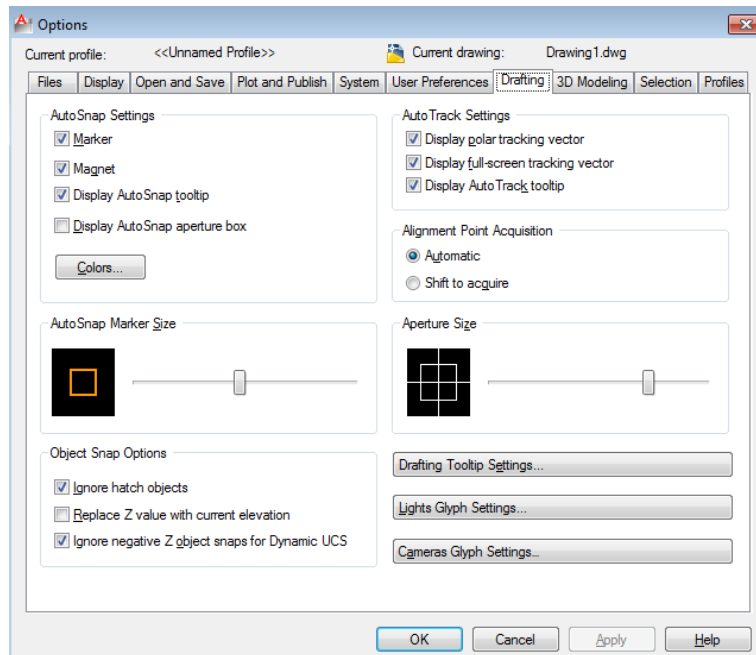 Options
Current profile: <<Unnamed Profile>> Current drawing: Drawing1.dwg
Files Display Open and Save Plot and Publish System User Preferences Drafting 3D Modeling Selection Profiles
AutoSnap Settings
Marker
Magnet
Display AutoSnap tooltip
Display AutoSnap aperture box
Colors...
AutoTrack Settings
Display polar tracking vector
Display full-screen tracking vector
Display AutoTrack tooltip
Alignment Point Acquisition
Automatic
Shift to acquire
AutoSnap Marker Size
Aperture Size
Object Snap Options
Ignore hatch objects
Replace Z value with current elevation
Ignore negative Z object snaps for Dynamic UCS
Drafting Tooltip Settings...
Lights Glyph Settings...
Cameras Glyph Settings...
OK Cancel Apply Help